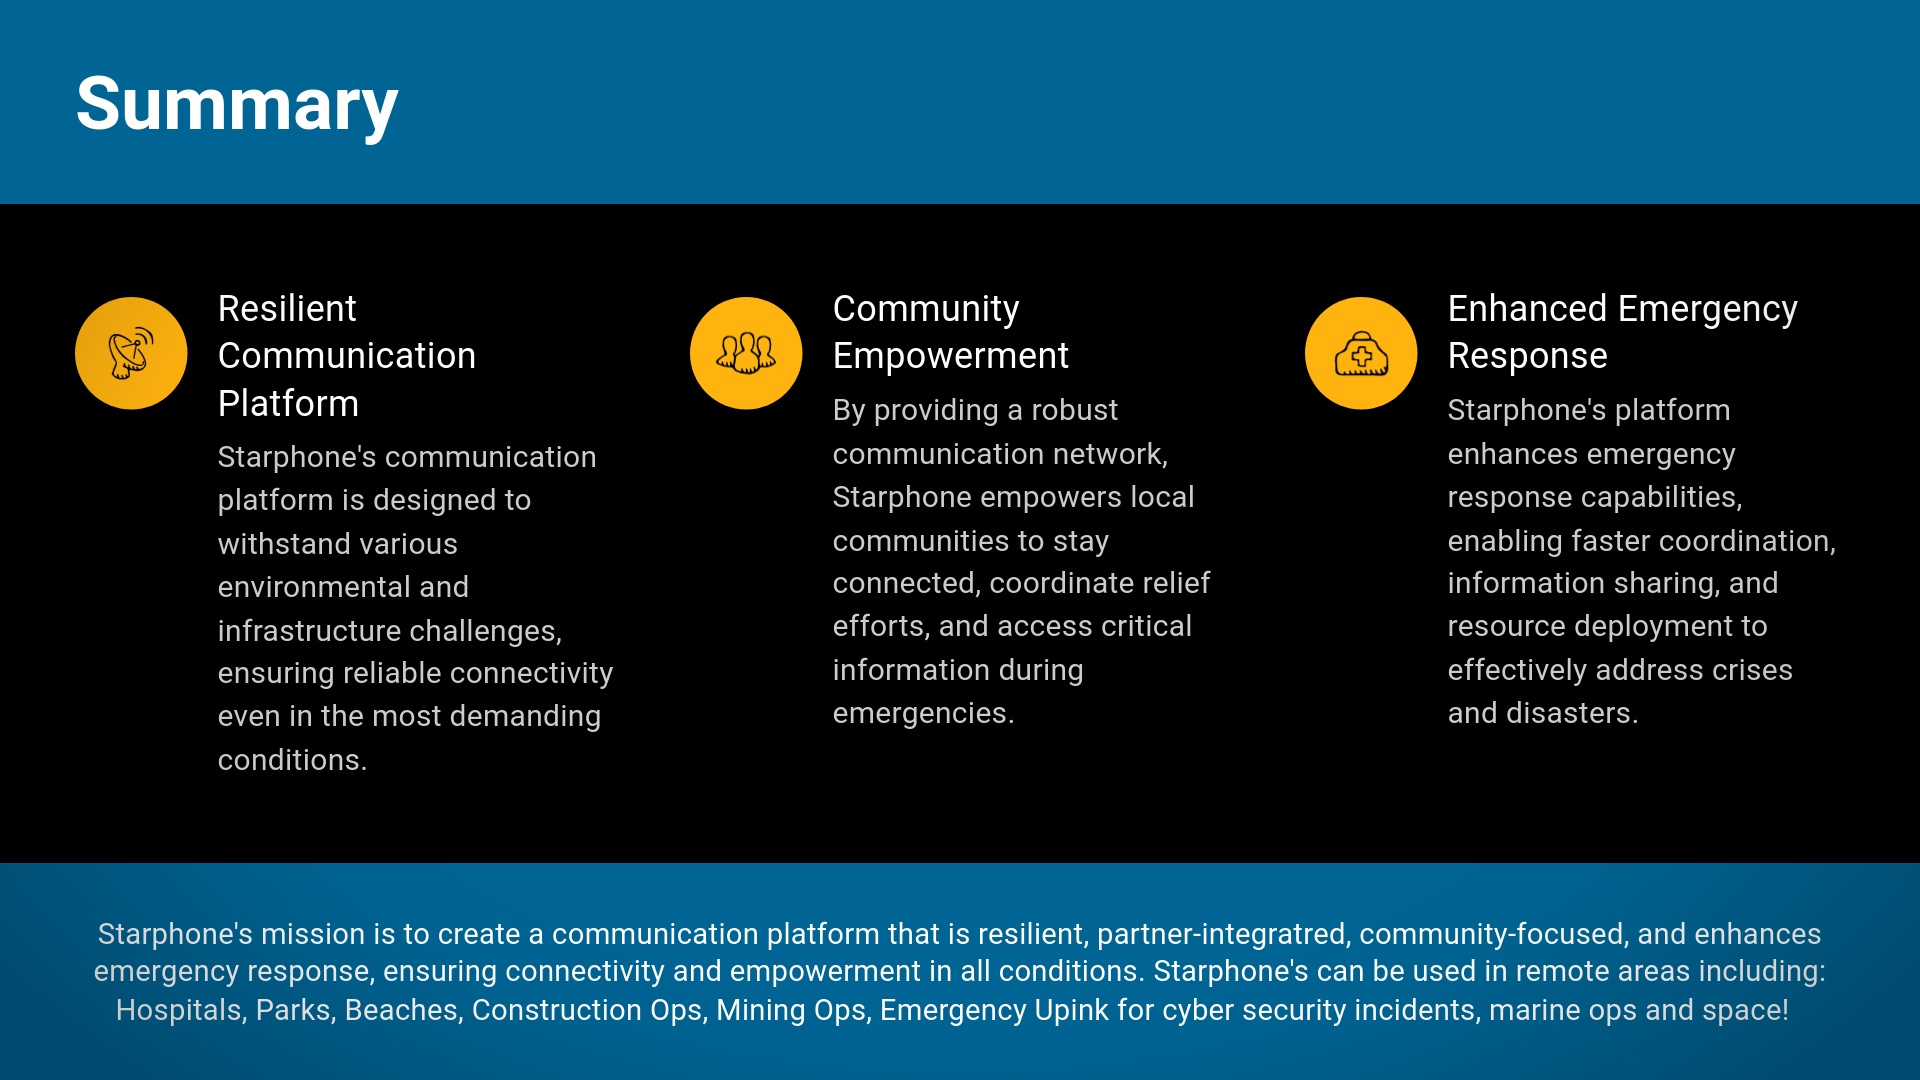 Summary
Resilient
Communication
Platform
Starphone's communication
platform is designed to
withstand various
environmental and
infrastructure challenges,
ensuring reliable connectivity
even in the most demanding
conditions.
Community
Empowerment
By providing a robust
communication network,
Starphone empowers local
communities to stay
connected, coordinate relief
efforts, and access critical
information during
emergencies.
Enhanced Emergency
Response
Starphone's platform
enhances emergency
response capabilities,
enabling faster coordination,
information sharing, and
resource deployment to
effectively address crises
and disasters.
Starphone's mission is to create a communication platform that is resilient, partner-integratred, community-focused, and enhances
emergency response, ensuring connectivity and empowerment in all conditions. Starphone's can be used in remote areas including:
Hospitals, Parks, Beaches, Construction Ops, Mining Ops, Emergency Upink for cyber security incidents, marine ops and space!